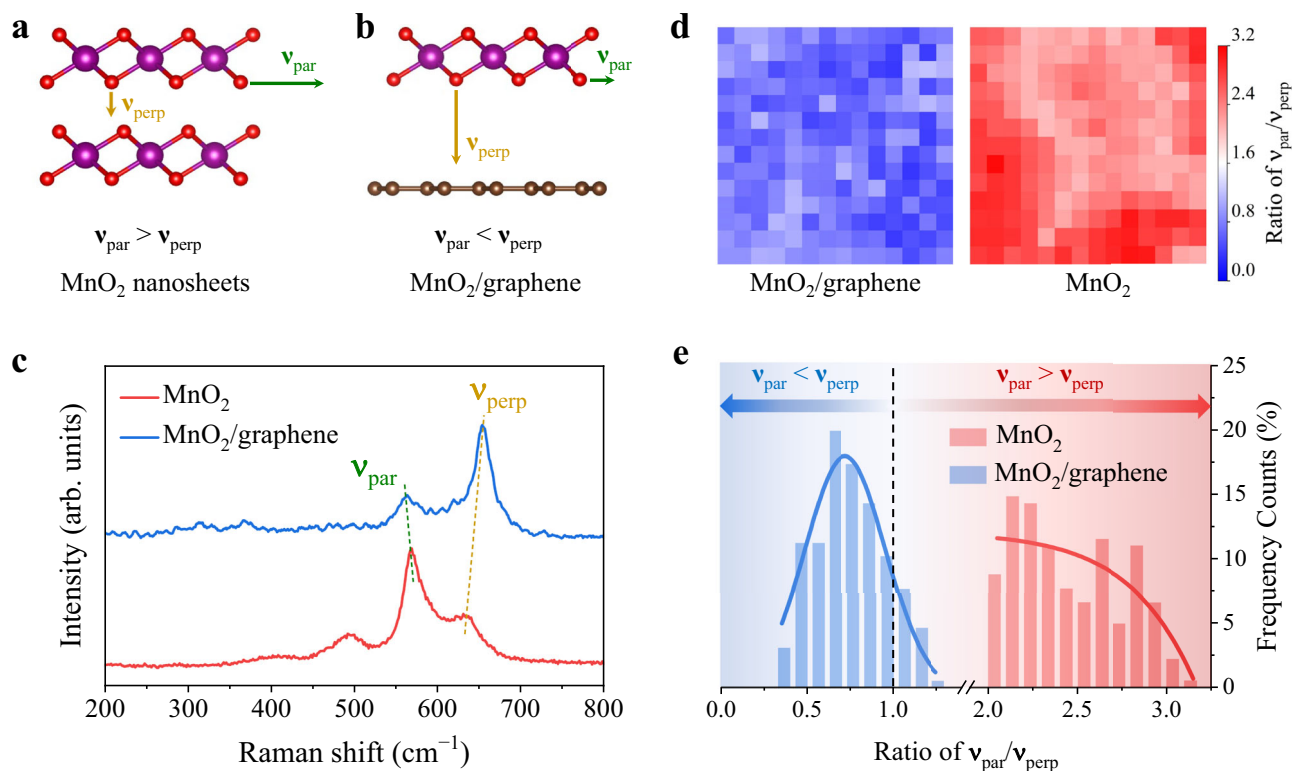 a
ν_par
ν_perp
ν_par > ν_perp
MnO₂ nanosheets
b
ν_par
ν_perp
ν_par < ν_perp
MnO₂/graphene
d
MnO₂/graphene
MnO₂
3.2
2.4
1.6
0.8
0.0
Ratio of ν_par/ν_perp
c
MnO₂
MnO₂/graphene
ν_par
ν_perp
Intensity (arb. units)
200 300 400 500 600 700 800
Raman shift (cm⁻¹)
e
ν_par < ν_perp
ν_par > ν_perp
MnO₂
MnO₂/graphene
25
20
15
10
5
0
Frequency Counts (%)
0.0 0.5 1.0 2.0 2.5 3.0
Ratio of ν_par/ν_perp